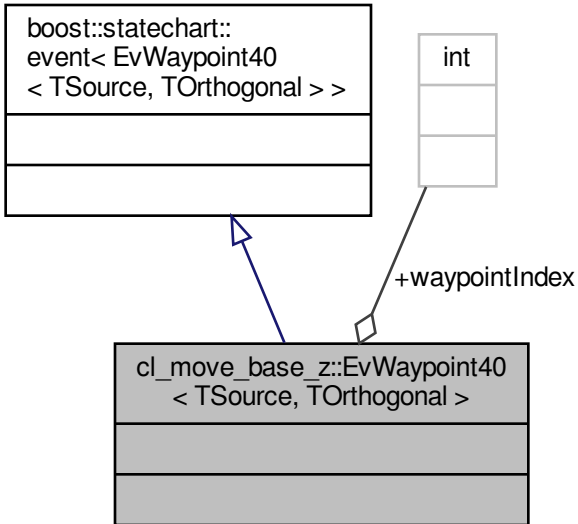 boost::statechart::
event< EvWaypoint40
< TSource, TOrthogonal > >
int
+waypointIndex
cl_move_base_z::EvWaypoint40
< TSource, TOrthogonal >